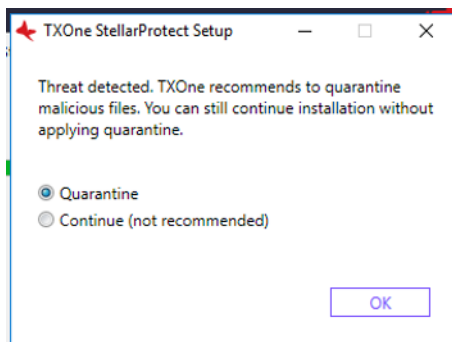 TXOne StellarProtect Setup
Threat detected. TXOne recommends to quarantine
malicious files. You can still continue installation without
applying quarantine.
Quarantine
Continue (not recommended)
OK